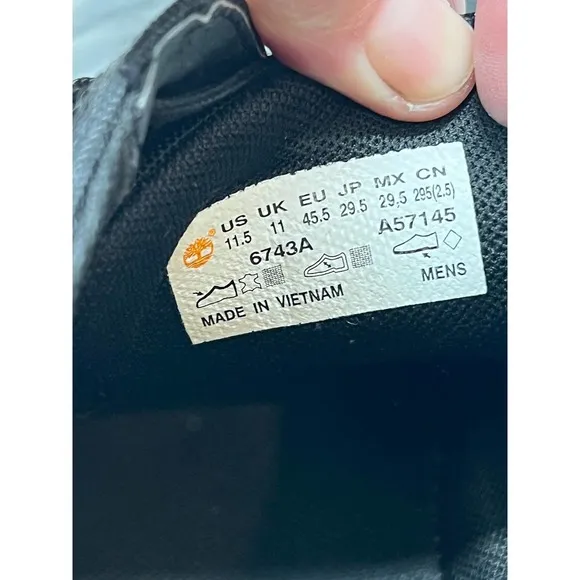 US UK EU JP MX CN
11.5 11 45.5 29.5 29.5 295(2.5)
6743A A57145
MENS
MADE IN VIETNAM